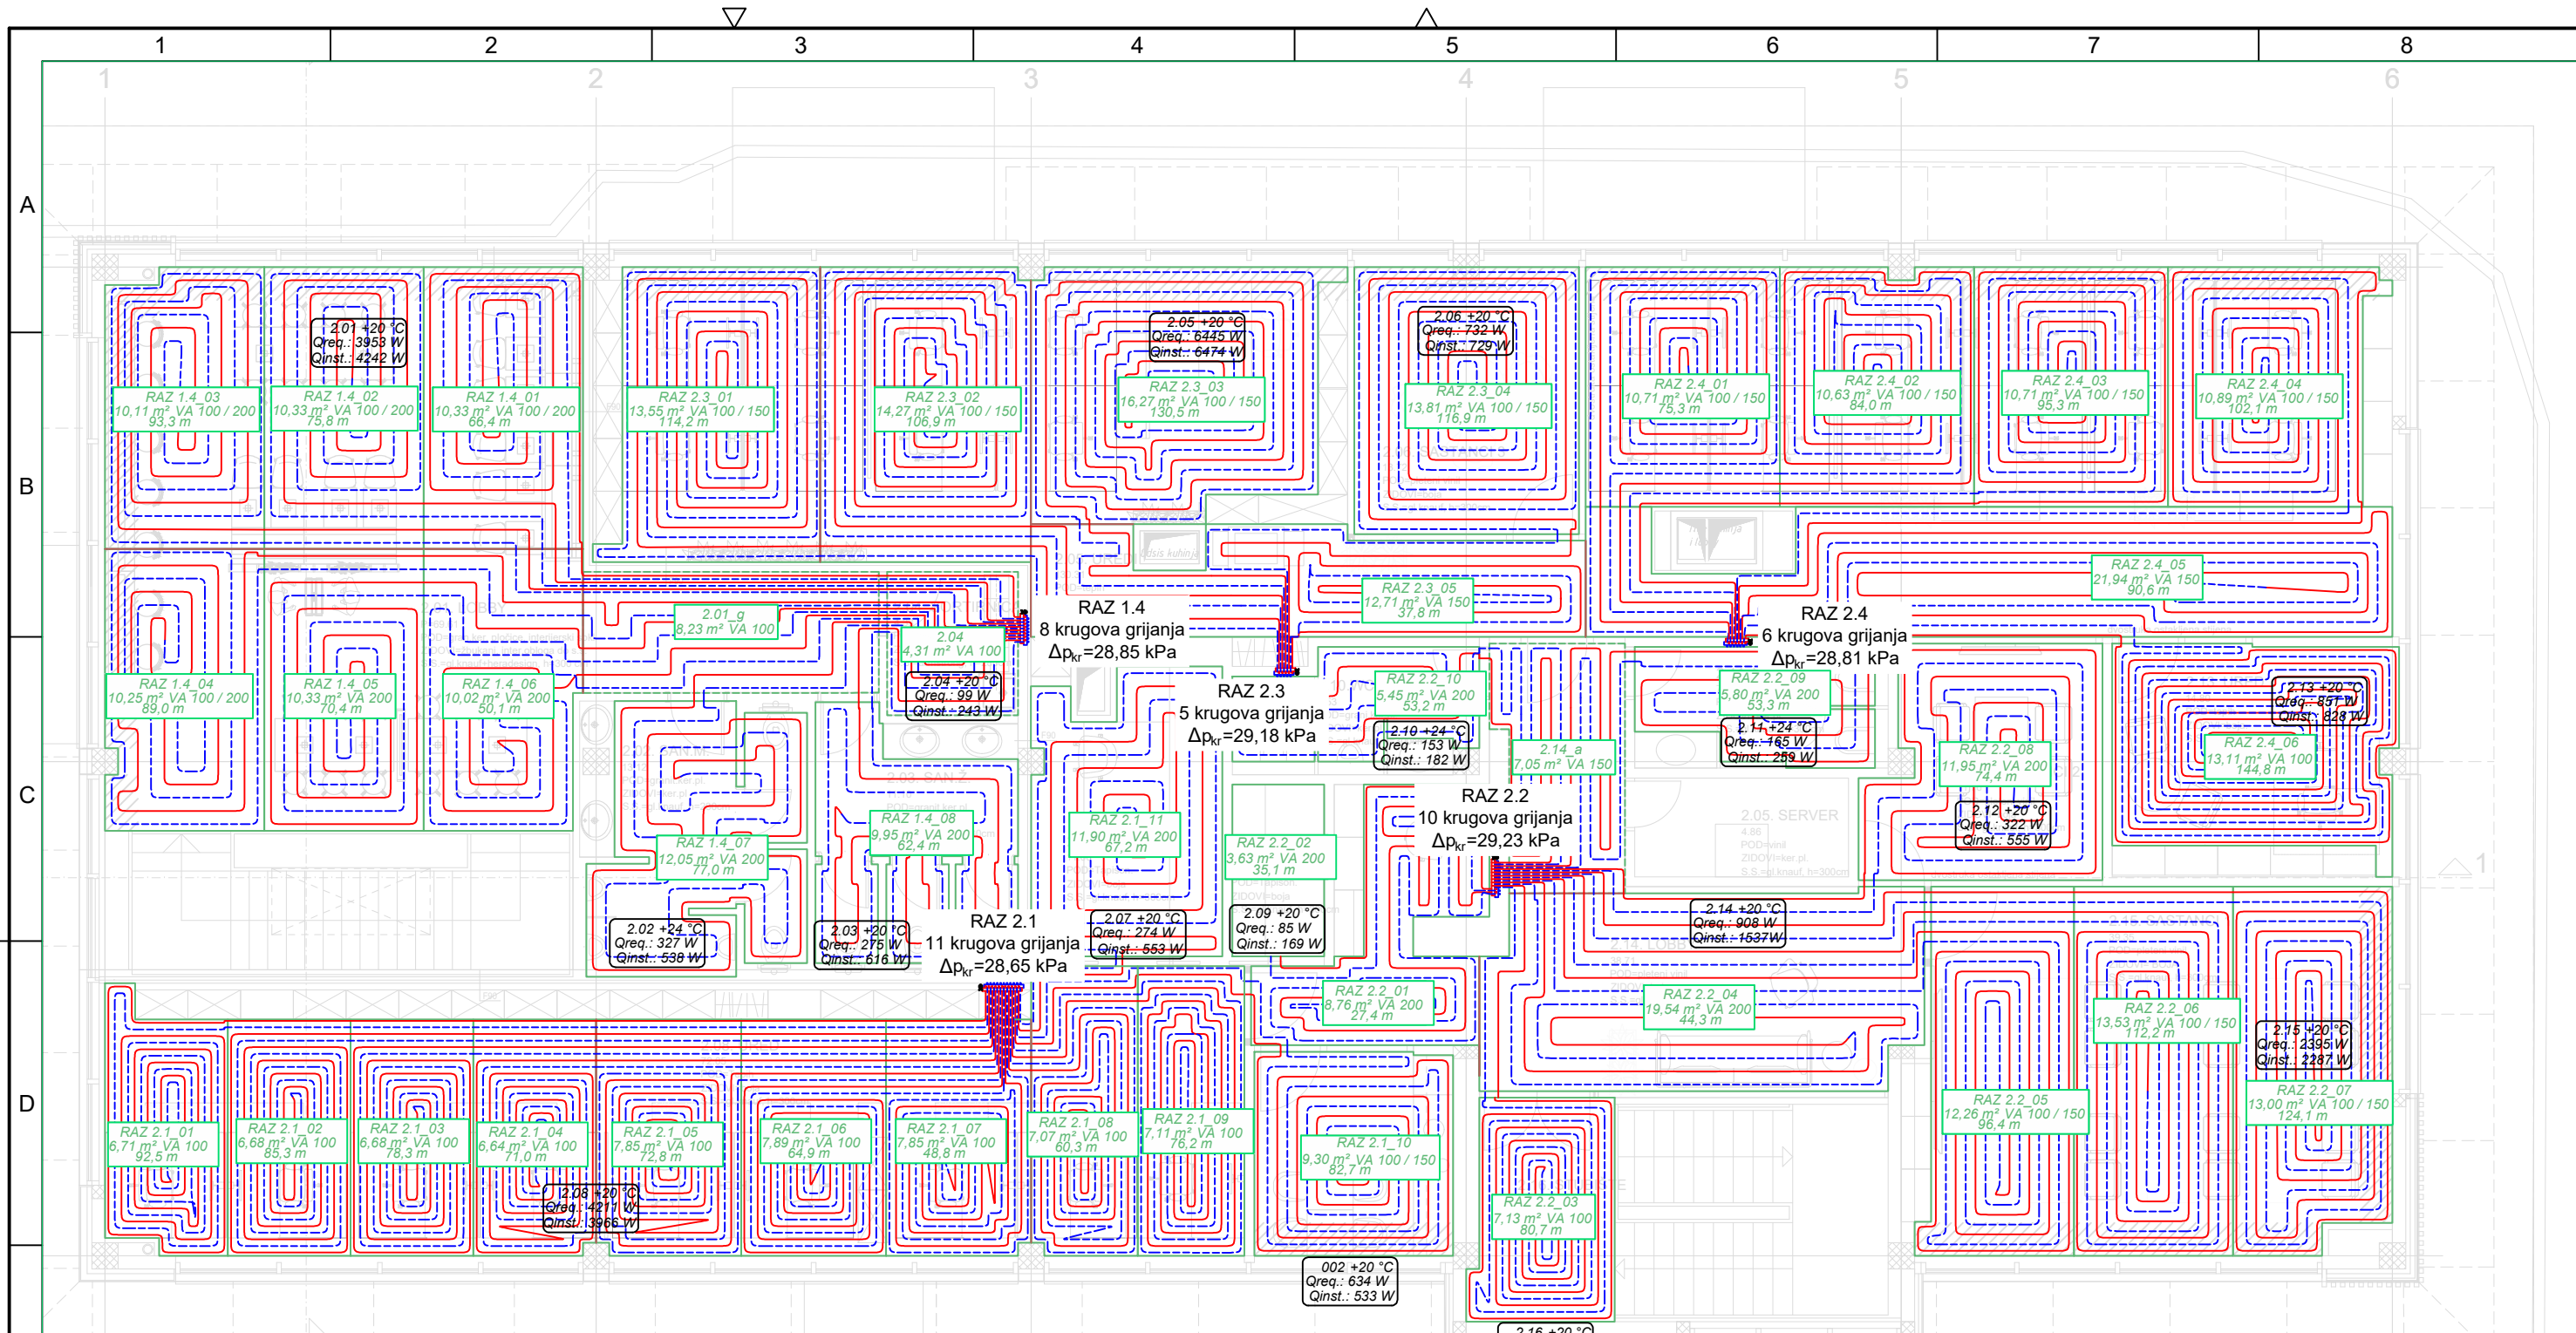 1 2 3 4 5 6 7 8
1 2 3 4 5 6
A
B
C
D
RAZ 1.4_03
10,11 m² VA 100 / 200
93,3 m
2.01 +20 °C
Qreq.: 3953 W
Qinst.: 4242 W
RAZ 1.4_02
10,33 m² VA 100 / 200
75,8 m
RAZ 1.4_01
10,33 m² VA 100 / 200
66,4 m
RAZ 2.3_01
13,55 m² VA 100 / 150
114,2 m
RAZ 2.3_02
14,27 m² VA 100 / 150
106,9 m
2.05 +20 °C
Qreq.: 6445 W
Qinst.: 6474 W
RAZ 2.3_03
16,27 m² VA 100 / 150
130,5 m
2.06 +20 °C
Qreq.: 732 W
Qinst.: 729 W
RAZ 2.3_04
13,81 m² VA 100 / 150
116,9 m
RAZ 2.4_01
10,71 m² VA 100 / 150
75,3 m
RAZ 2.4_02
10,63 m² VA 100 / 150
84,0 m
RAZ 2.4_03
10,71 m² VA 100 / 150
95,3 m
RAZ 2.4_04
10,89 m² VA 100 / 150
102,1 m
RAZ 2.4_05
21,94 m² VA 150
90,6 m
RAZ 2.3_05
12,71 m² VA 150
37,8 m
2.01_g
8,23 m² VA 100
2.04
4,31 m² VA 100
RAZ 1.4
8 krugova grijanja
Δpkr=28,85 kPa
RAZ 2.4
6 krugova grijanja
Δpkr=28,81 kPa
RAZ 1.4_04
10,25 m² VA 100 / 200
89,0 m
RAZ 1.4_05
10,33 m² VA 200
70,4 m
RAZ 1.4_06
10,02 m² VA 200
50,1 m
2.04 +20 °C
Qreq.: 99 W
Qinst.: 243 W
RAZ 2.3
5 krugova grijanja
Δpkr=29,18 kPa
RAZ 2.2_10
5,45 m² VA 200
53,2 m
2.10 +24 °C
Qreq.: 153 W
Qinst.: 182 W
2.14_a
7,05 m² VA 150
RAZ 2.2_09
5,80 m² VA 200
53,3 m
2.11 +24 °C
Qreq.: 165 W
Qinst.: 259 W
RAZ 2.2_08
11,95 m² VA 200
74,4 m
2.12 +20 °C
Qreq.: 322 W
Qinst.: 555 W
2.13 +20 °C
Qreq.: 851 W
Qinst.: 828 W
RAZ 2.4_06
13,11 m² VA 100
144,8 m
RAZ 2.2
10 krugova grijanja
Δpkr=29,23 kPa
2.03. SAN.Ž.
2.05. SERVER
4.86
POD=vinil
ZIDOVI=ker.pl.
S.S.=gl.knauf, h=300cm
1
RAZ 1.4_07
12,05 m² VA 200
77,0 m
RAZ 1.4_08
9,95 m² VA 200
62,4 m
RAZ 2.1_11
11,90 m² VA 200
67,2 m
RAZ 2.2_02
3,63 m² VA 200
35,1 m
2.02 +24 °C
Qreq.: 327 W
Qinst.: 538 W
2.03 +20 °C
Qreq.: 275 W
Qinst.: 616 W
RAZ 2.1
11 krugova grijanja
Δpkr=28,65 kPa
2.07 +20 °C
Qreq.: 274 W
Qinst.: 553 W
2.09 +20 °C
Qreq.: 85 W
Qinst.: 169 W
2.14 +20 °C
Qreq.: 908 W
Qinst.: 1537W
RAZ 2.2_01
8,76 m² VA 200
27,4 m
RAZ 2.2_04
19,54 m² VA 200
44,3 m
RAZ 2.2_06
13,53 m² VA 100 / 150
112,2 m
2.15 +20 °C
Qreq.: 2395 W
Qinst.: 2287 W
RAZ 2.2_05
12,26 m² VA 100 / 150
96,4 m
RAZ 2.2_07
13,00 m² VA 100 / 150
124,1 m
RAZ 2.1_01
6,71 m² VA 100
92,5 m
RAZ 2.1_02
6,68 m² VA 100
85,3 m
RAZ 2.1_03
6,68 m² VA 100
78,3 m
RAZ 2.1_04
6,64 m² VA 100
71,0 m
RAZ 2.1_05
7,85 m² VA 100
72,8 m
RAZ 2.1_06
7,89 m² VA 100
64,9 m
RAZ 2.1_07
7,85 m² VA 100
48,8 m
RAZ 2.1_08
7,07 m² VA 100
60,3 m
RAZ 2.1_09
7,11 m² VA 100
76,2 m
RAZ 2.1_10
9,30 m² VA 100 / 150
82,7 m
2.08 +20 °C
Qreq.: 4211 W
Qinst.: 3966 W
RAZ 2.2_03
7,13 m² VA 100
80,7 m
002 +20 °C
Qreq.: 634 W
Qinst.: 533 W
2.16 +20 °C